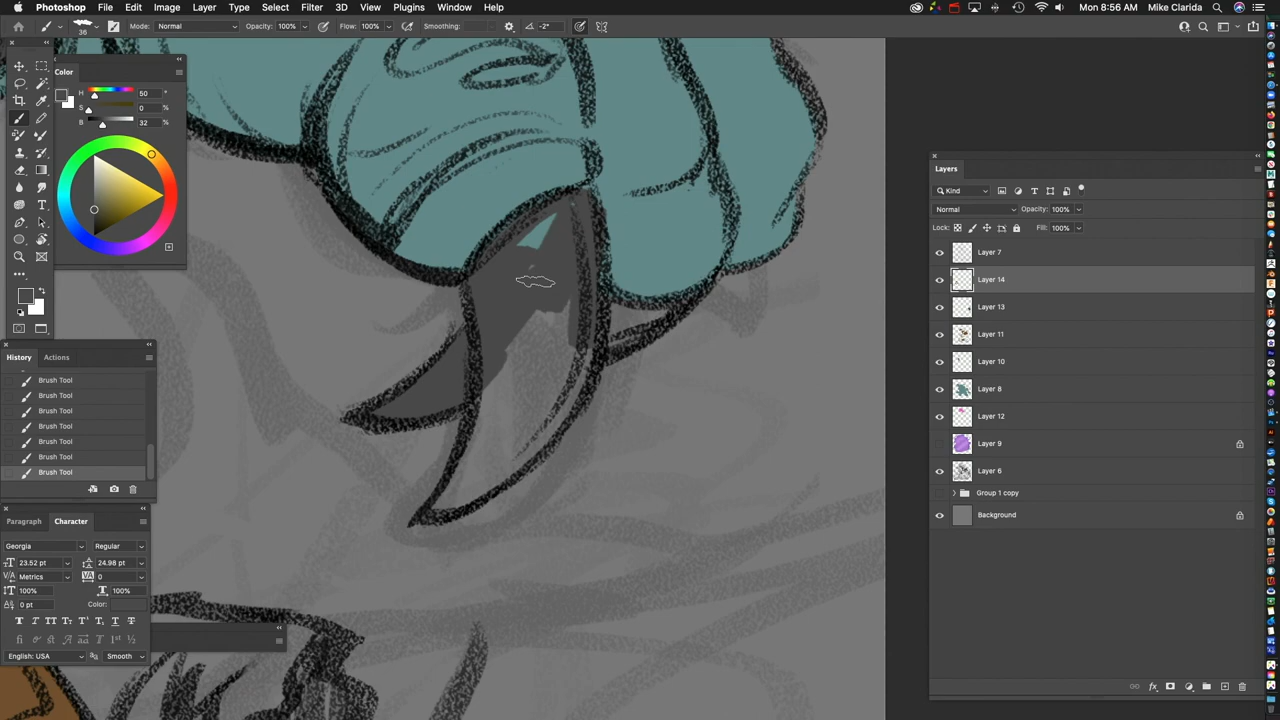 Photoshop File Edit Image Layer Type Select Filter 3D View Plugins Window Help Mon 8:56 AM Mike Clarida
36 Mode: Normal Opacity: 100% Flow: 100% Smoothing: -2°
Color
H 50 °
S 0 %
B 32 %
History Actions
Brush Tool
Brush Tool
Brush Tool
Brush Tool
Brush Tool
Brush Tool
Brush Tool
Paragraph Character
Georgia Regular
23.52 pt 24.98 pt
Metrics 0
100% 100%
0 pt Color:
English: USA Smooth
Layers
Kind
Normal Opacity: 100%
Lock: Fill: 100%
Layer 7
Layer 14
Layer 13
Layer 11
Layer 10
Layer 8
Layer 12
Layer 9
Layer 6
Group 1 copy
Background